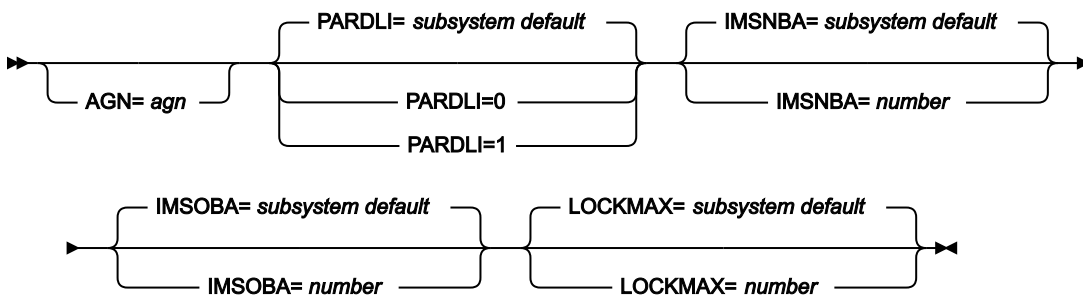 PARDLI= subsystem default
IMSNBA= subsystem default
AGN= agn
PARDLI=0
IMSNBA= number
PARDLI=1
IMSOBA= subsystem default
LOCKMAX= subsystem default
IMSOBA= number
LOCKMAX= number